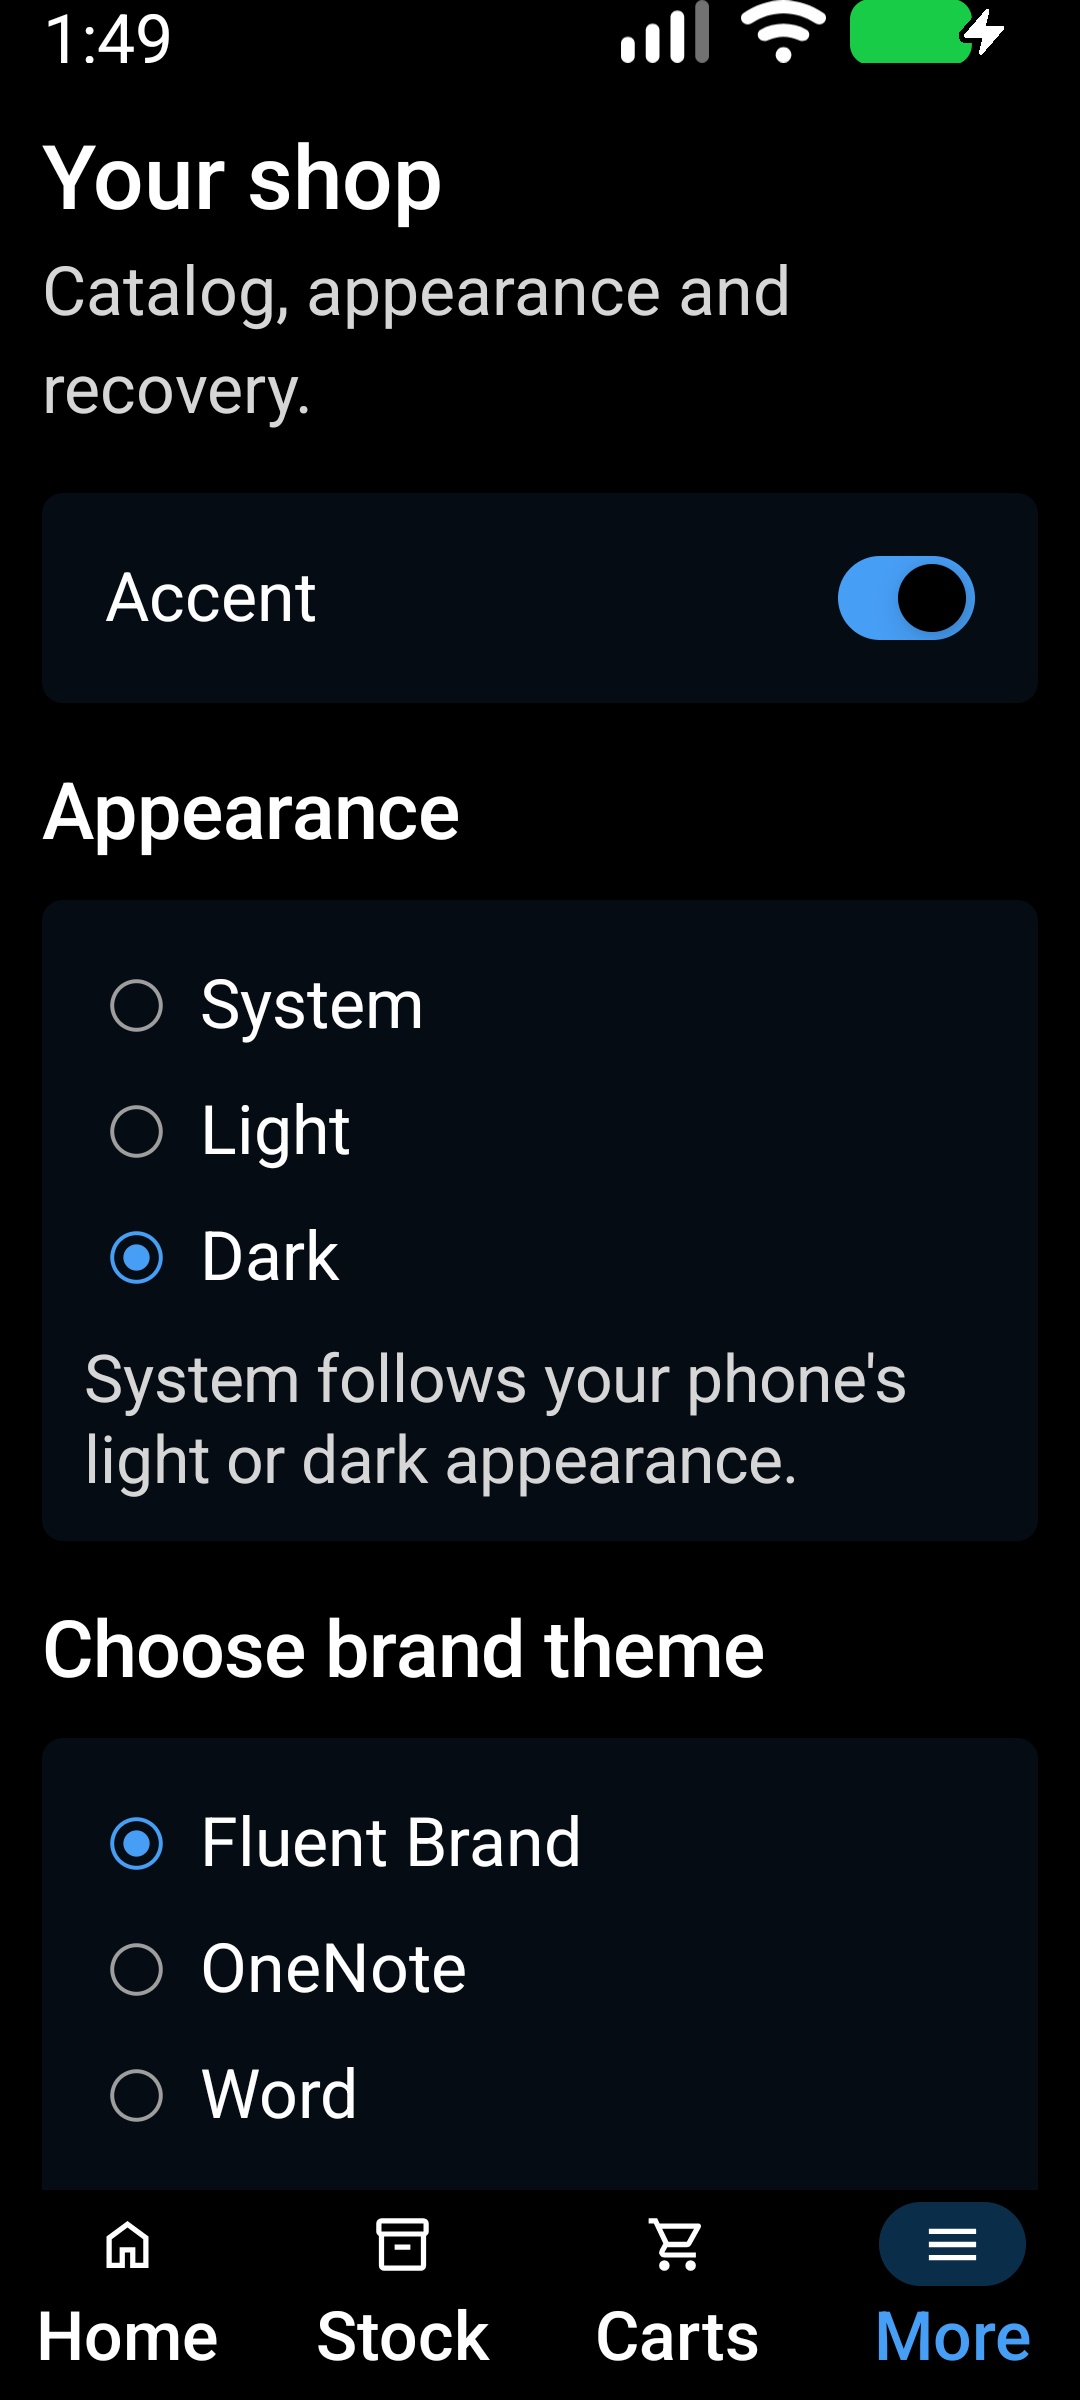 1:49
Your shop
Catalog, appearance and
recovery.
Accent
Appearance
System
Light
Dark
System follows your phone's
light or dark appearance.
Choose brand theme
Fluent Brand
OneNote
Word
Home
Stock
Carts
More